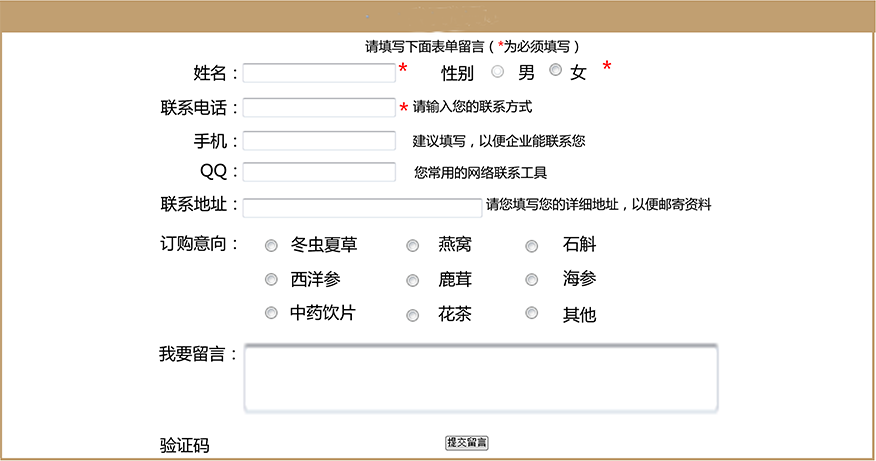 请填写下面表单留言（*为必须填写）
姓名： * 性别 男 女 *
联系电话： * 请输入您的联系方式
手机： 建议填写，以便企业能联系您
QQ： 您常用的网络联系工具
联系地址： 请您填写您的详细地址，以便邮寄资料
订购意向： 冬虫夏草 燕窝 石斛
西洋参 鹿茸 海参
中药饮片 花茶 其他
我要留言：
验证码 提交留言